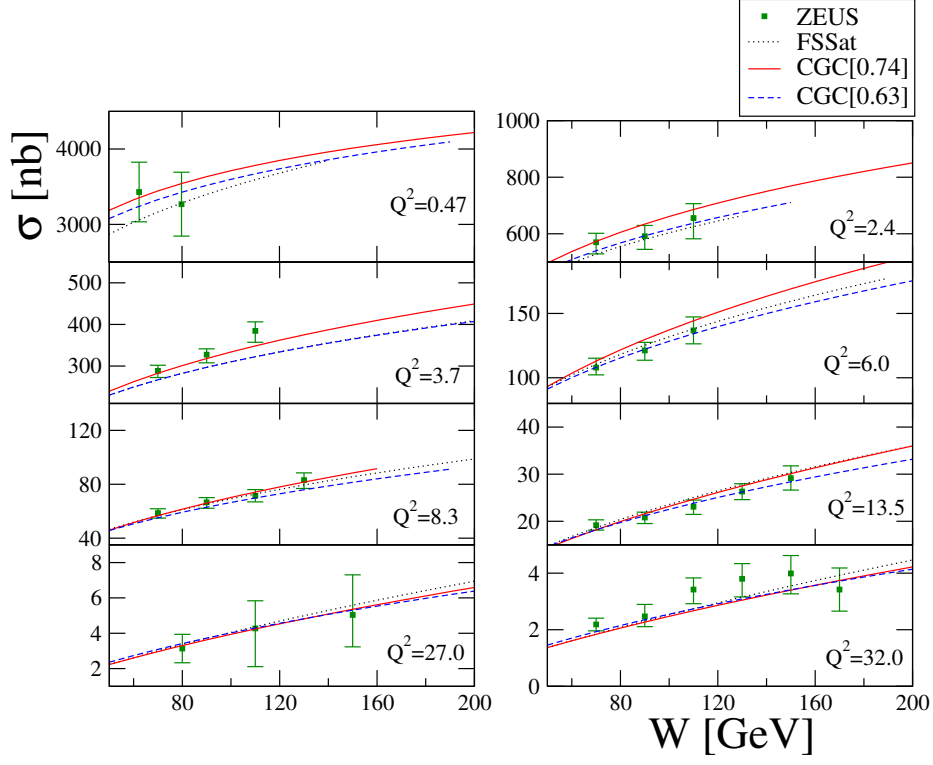 ZEUS
FSSat
CGC[0.74]
CGC[0.63]
σ [nb]
4000
3000
Q²=0.47
1000
800
600
Q²=2.4
500
400
300
Q²=3.7
150
100
Q²=6.0
120
80
40
Q²=8.3
40
30
20
Q²=13.5
8
6
4
2
Q²=27.0
4
2
0
Q²=32.0
80 120 160 200
80 120 160 200
W [GeV]